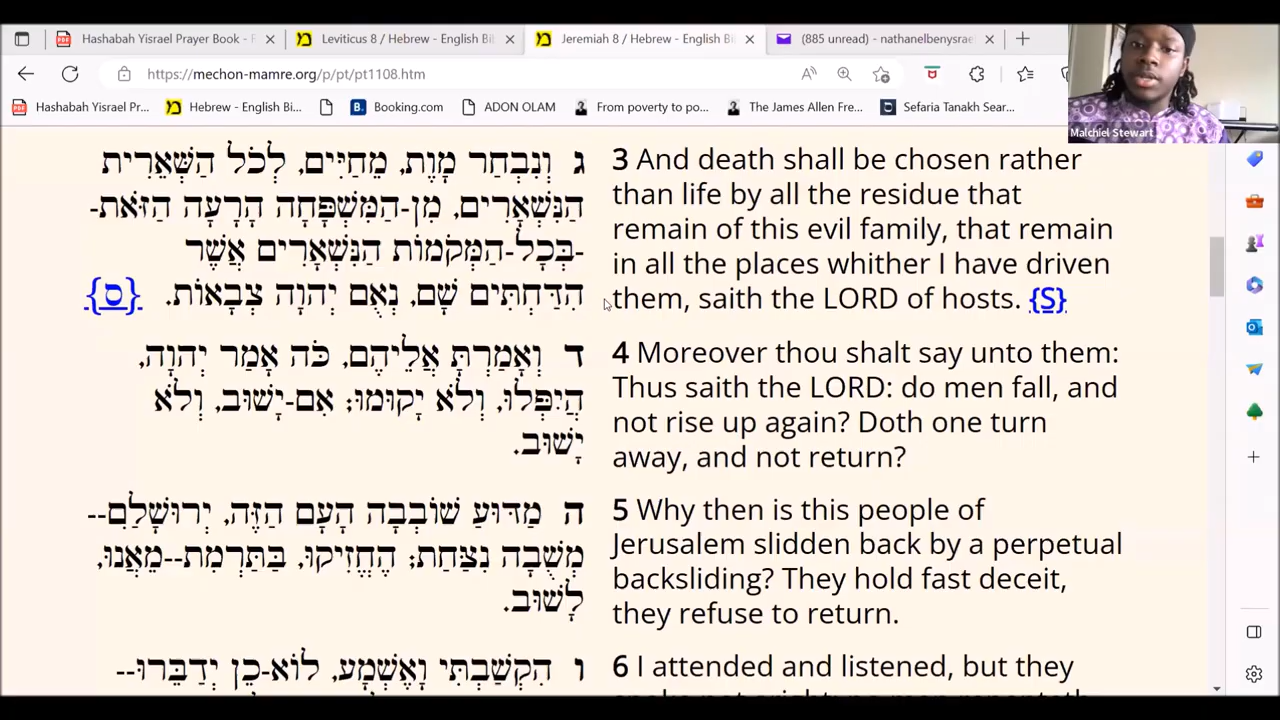 Hashabah Yisrael Prayer Book - F
Leviticus 8 / Hebrew - English Bi
Jeremiah 8 / Hebrew - English Bi
(885 unread) - nathanelbenysrae
https://mechon-mamre.org/p/pt/pt1108.htm
Hashabah Yisrael Pr...
Hebrew - English Bi...
Booking.com
ADON OLAM
From poverty to po...
The James Allen Fre...
Sefaria Tanakh Sear...
Malchiel Stewart
ג וְנִבְחַר מָוֶת, מֵחַיִּים, לְכֹל הַשְּׁאֵרִית
הַנִּשְׁאָרִים, מִן-הַמִּשְׁפָּחָה הָרָעָה הַזֹּאת-
-בְּכָל-הַמְּקֹמוֹת הַנִּשְׁאָרִים אֲשֶׁר
הִדַּחְתִּים שָׁם, נְאֻם יְהוָה צְבָאוֹת. {ס}
3 And death shall be chosen rather
than life by all the residue that
remain of this evil family, that remain
in all the places whither I have driven
them, saith the LORD of hosts. {S}
ד וְאָמַרְתָּ אֲלֵיהֶם, כֹּה אָמַר יְהוָה,
הֲיִפְּלוּ, וְלֹא יָקוּמוּ; אִם-יָשׁוּב, וְלֹא
יָשׁוּב.
4 Moreover thou shalt say unto them:
Thus saith the LORD: do men fall, and
not rise up again? Doth one turn
away, and not return?
ה מַדּוּעַ שׁוֹבְבָה הָעָם הַזֶּה, יְרוּשָׁלִַם--
מְשֻׁבָה נִצַּחַת; הֶחֱזִיקוּ, בַּתַּרְמִת--מֵאֲנוּ,
לָשׁוּב.
5 Why then is this people of
Jerusalem slidden back by a perpetual
backsliding? They hold fast deceit,
they refuse to return.
ו הִקְשַׁבְתִּי וָאֶשְׁמָע, לוֹא-כֵן יְדַבֵּרוּ--
6 I attended and listened, but they